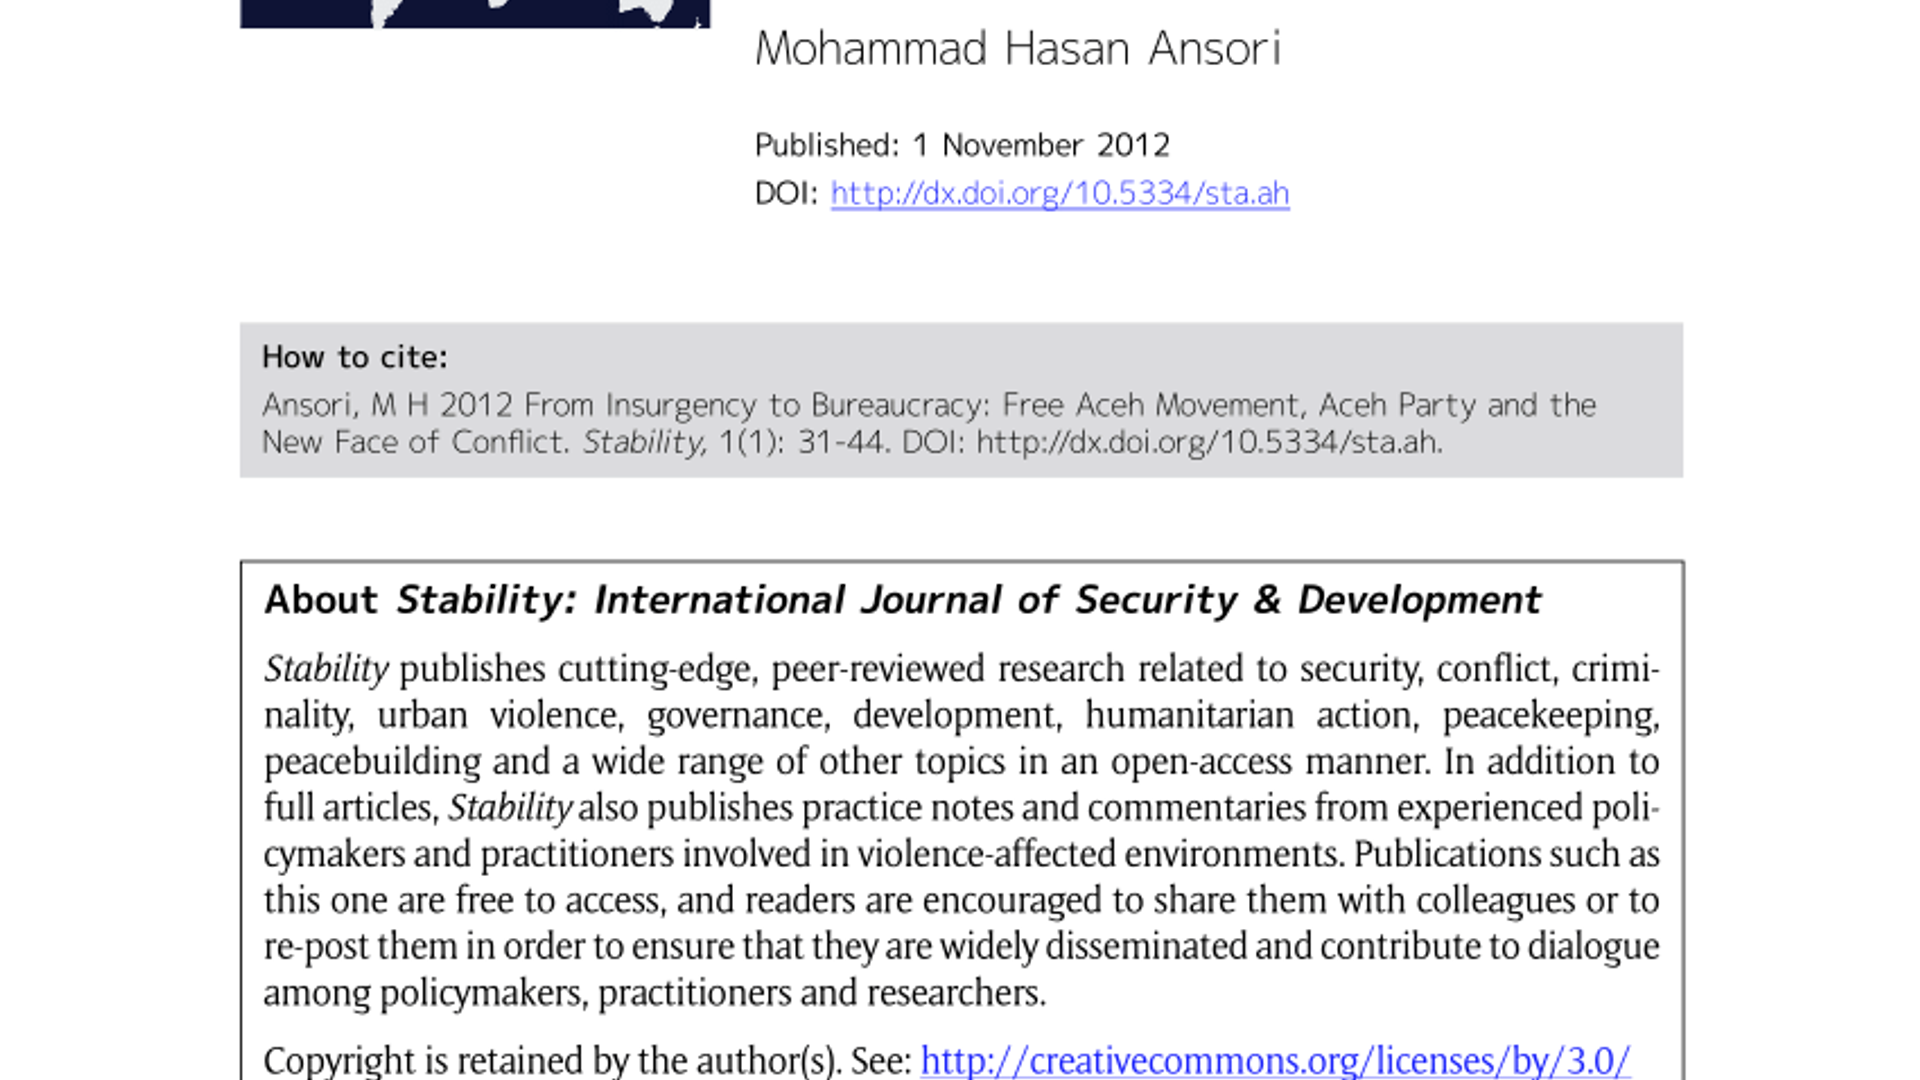 Mohammad Hasan Ansori
Published: 1 November 2012
DOI: http://dx.doi.org/10.5334/sta.ah
How to cite:
Ansori, M H 2012 From Insurgency to Bureaucracy: Free Aceh Movement, Aceh Party and the
New Face of Conflict. Stability, 1(1): 31-44. DOI: http://dx.doi.org/10.5334/sta.ah.
About Stability: International Journal of Security & Development
Stability publishes cutting-edge, peer-reviewed research related to security, conflict, crimi-
nality, urban violence, governance, development, humanitarian action, peacekeeping,
peacebuilding and a wide range of other topics in an open-access manner. In addition to
full articles, Stability also publishes practice notes and commentaries from experienced poli-
cymakers and practitioners involved in violence-affected environments. Publications such as
this one are free to access, and readers are encouraged to share them with colleagues or to
re-post them in order to ensure that they are widely disseminated and contribute to dialogue
among policymakers, practitioners and researchers.
Copyright is retained by the author(s). See: http://creativecommons.org/licenses/by/3.0/